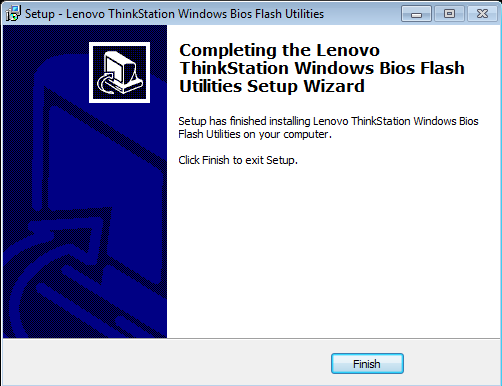 Setup - Lenovo ThinkStation Windows Bios Flash Utilities
Completing the Lenovo
ThinkStation Windows Bios Flash
Utilities Setup Wizard
Setup has finished installing Lenovo ThinkStation Windows Bios
Flash Utilities on your computer.
Click Finish to exit Setup.
Finish